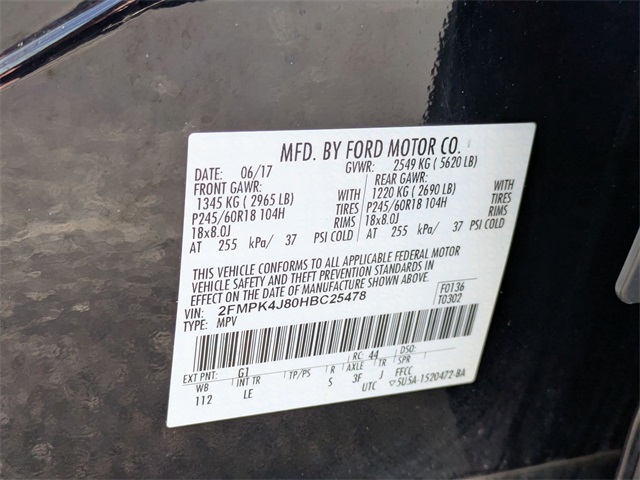 MFD. BY FORD MOTOR CO.
DATE: 06/17 GVWR: 2549 KG ( 5620 LB)
FRONT GAWR: REAR GAWR:
1345 KG ( 2965 LB) WITH 1220 KG ( 2690 LB) WITH
P245/60R18 104H TIRES P245/60R18 104H TIRES
18x8.0J RIMS 18x8.0J RIMS
AT 255 kPa/ 37 PSI COLD AT 255 kPa/ 37 PSI COLD
THIS VEHICLE CONFORMS TO ALL APPLICABLE FEDERAL MOTOR
VEHICLE SAFETY AND THEFT PREVENTION STANDARDS IN
EFFECT ON THE DATE OF MANUFACTURE SHOWN ABOVE.
VIN: 2FMPK4J80HBC25478 F0136
TYPE: MPV T0302
EXT PNT: G1 RC: 44 DSO:
WB INT TR TP/PS R AXLE TR SPR
112 LE S 3F J FFCC
UTC 5U5A-1520472-BA